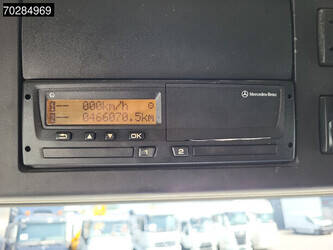 70284969
000km/h
0466070.5km
Mercedes-Benz
OK
1
2